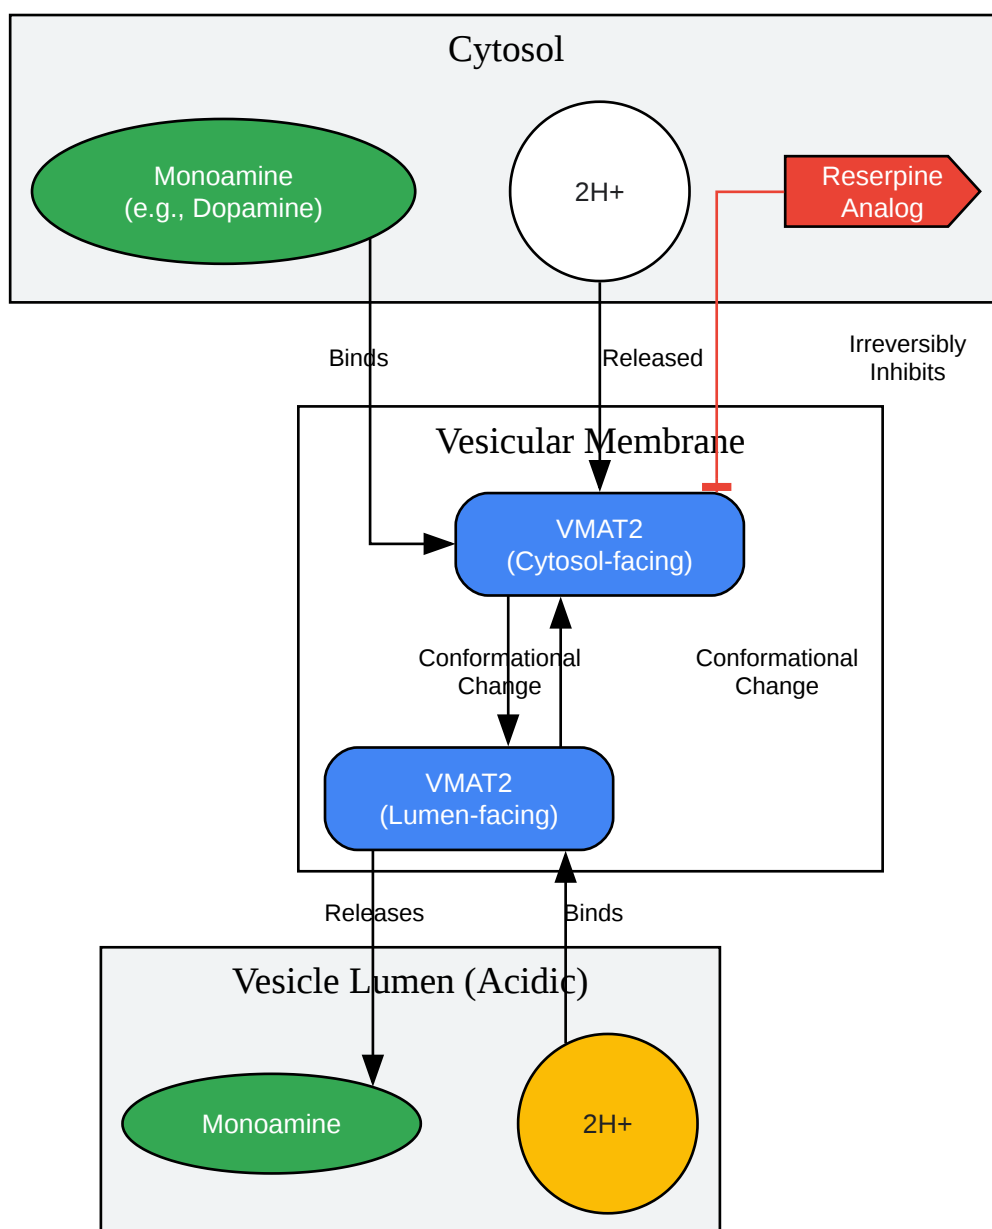 Cytosol
Monoamine
(e.g., Dopamine)
2H+
Reserpine
Analog
Binds
Released
Irreversibly
Inhibits
Vesicular Membrane
VMAT2
(Cytosol-facing)
Conformational
Change
Conformational
Change
VMAT2
(Lumen-facing)
Releases
Binds
Vesicle Lumen (Acidic)
Monoamine
2H+